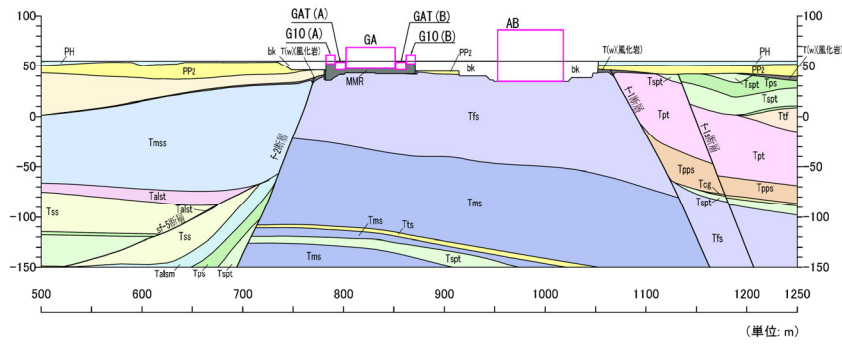 GAT(A)
GAT(B)
AB
G10(A)
GA
G10(B)
100
100
PH
bk
T(w)(風化岩)
PP2
bk
T(w)(風化岩)
PH
T(w)(風化岩)
50
PP2
MMR
bk
PP2
50
Tspt
Tspt
Tps
Tspt
f-1断層
0
Tfs
Tpt
Ttf
0
Tmss
f-2断層
f-1s断層
Tpt
-50
Tpps
-50
Talst
Tcg
Tpps
Tss
Talst
Tms
Tspt
-100
sf-5断層
Tss
Tms
Tts
Tfs
-100
-150
Talsm
Tps
Tspt
Tms
Tspt
-150
500
600
700
800
900
1000
1100
1200
1250
(単位: m)